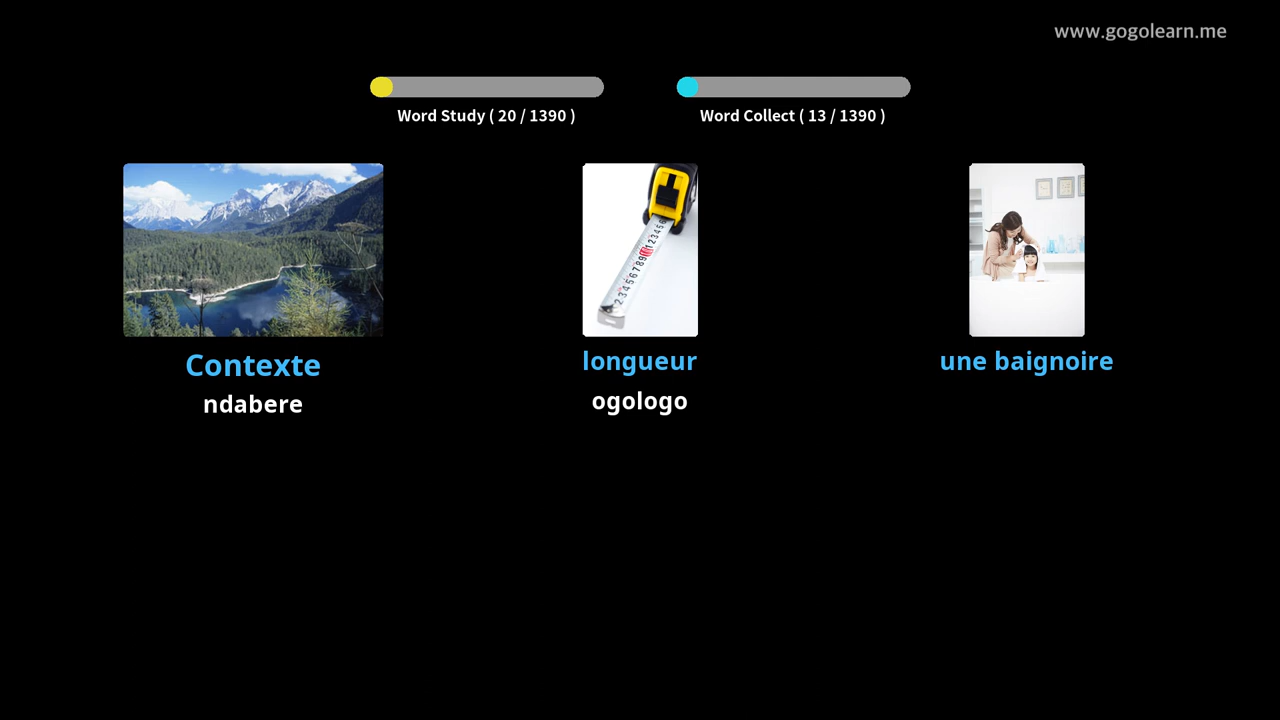 www.gogolearn.me
Word Study ( 20 / 1390 )
Word Collect ( 13 / 1390 )
Contexte
ndabere
longueur
ogologo
une baignoire